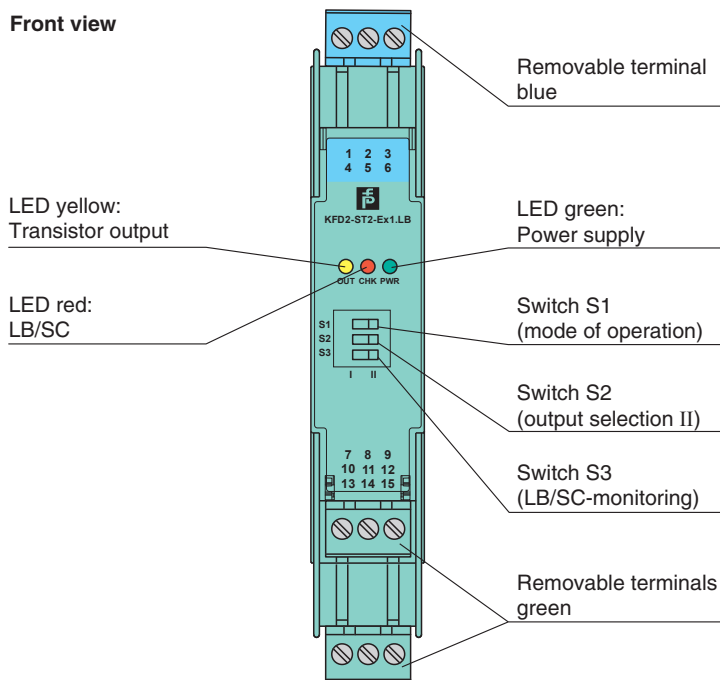 Front view
Removable terminal
blue
1 2 3
4 5 6
KFD2-ST2-Ex1.LB
LED yellow:
Transistor output
LED green:
Power supply
OUT CHK PWR
LED red:
LB/SC
S1
S2
S3
I II
Switch S1
(mode of operation)
Switch S2
(output selection II)
Switch S3
(LB/SC-monitoring)
7 8 9
10 11 12
13 14 15
Removable terminals
green